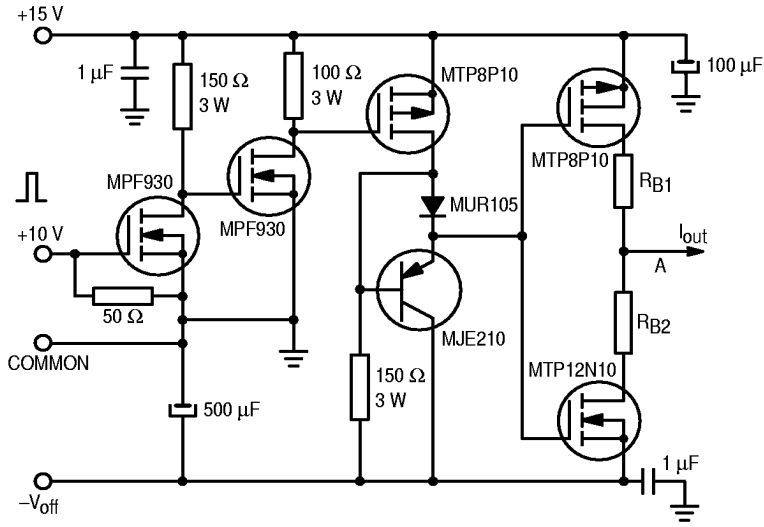 +15 V
1 μF
150 Ω
3 W
100 Ω
3 W
MTP8P10
100 μF
MPF930
MPF930
MTP8P10
RB1
MUR105
+10 V
Iout
A
50 Ω
RB2
MJE210
COMMON
MTP12N10
150 Ω
3 W
500 μF
1 μF
–Voff